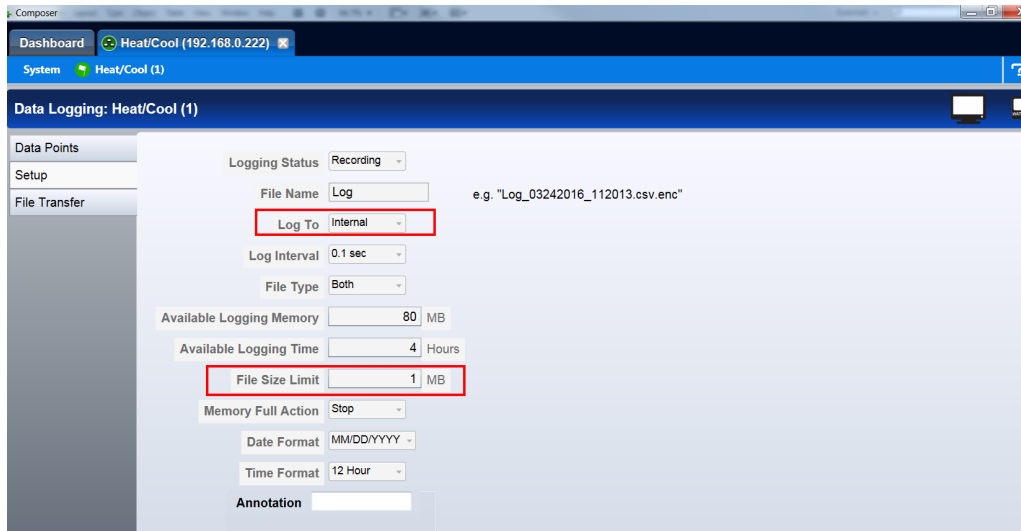 Composer
Dashboard Heat/Cool (192.168.0.222)
System Heat/Cool (1)
Data Logging: Heat/Cool (1)
Data Points
Setup
File Transfer
Logging Status Recording
File Name Log e.g. "Log_03242016_112013.csv.enc"
Log To Internal
Log Interval 0.1 sec
File Type Both
Available Logging Memory 80 MB
Available Logging Time 4 Hours
File Size Limit 1 MB
Memory Full Action Stop
Date Format MM/DD/YYYY
Time Format 12 Hour
Annotation